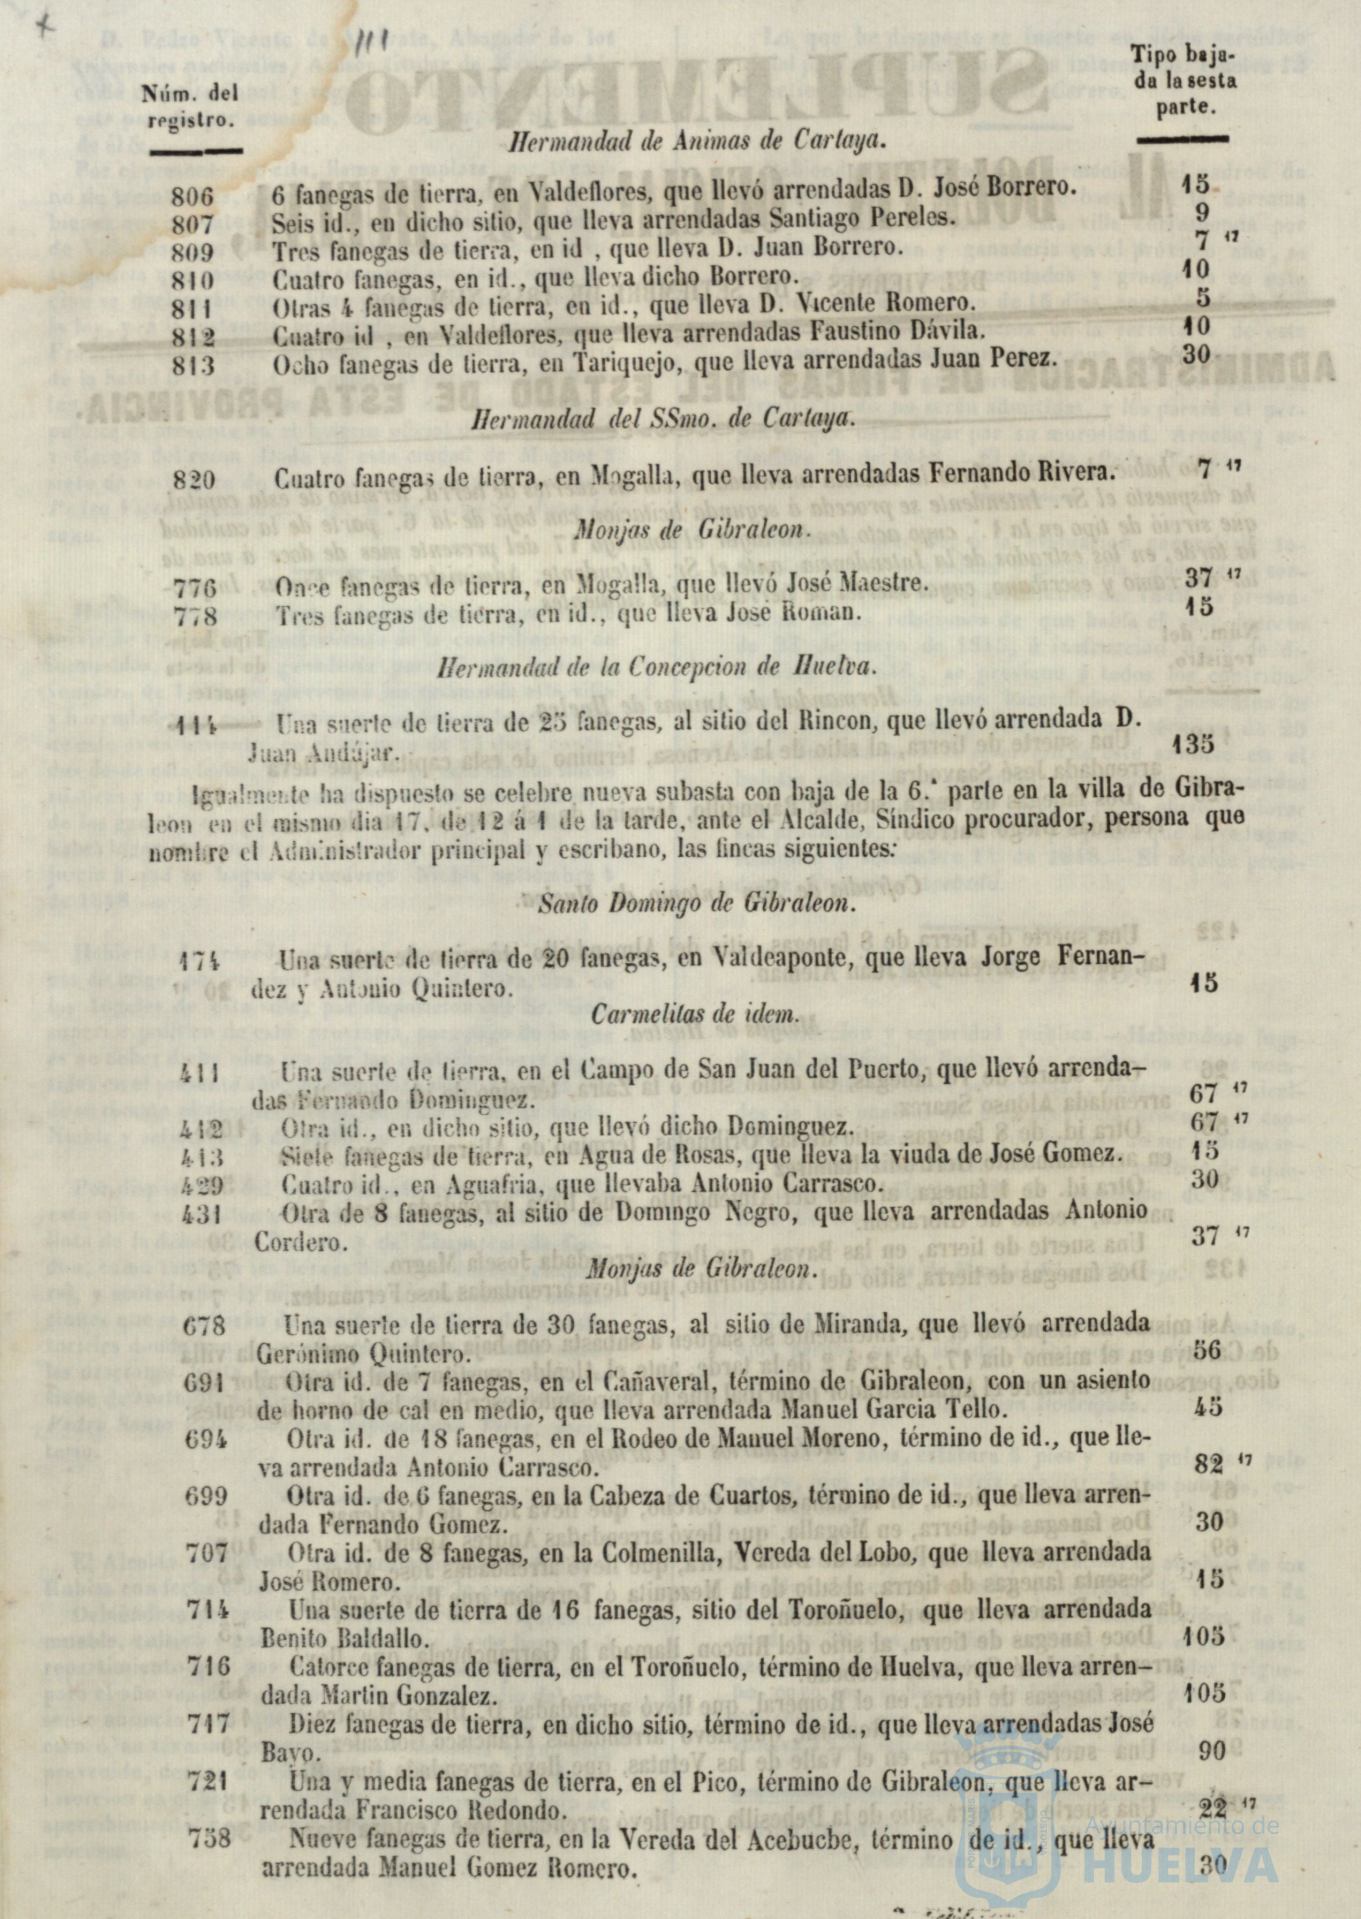 111
Núm. del
registro.
Tipo baja-
da la sesta
parte.
Hermandad de Animas de Cartaya.
806 6 fanegas de tierra, en Valdeflores, que llevó arrendadas D. José Borrero. 15
807 Seis id., en dicho sitio, que lleva arrendadas Santiago Pereles. 9
809 Tres fanegas de tierra, en id , que lleva D. Juan Borrero. 7 17
810 Cuatro fanegas, en id., que lleva dicho Borrero. 10
811 Otras 4 fanegas de tierra, en id., que lleva D. Vicente Romero. 5
812 Cuatro id , en Valdeflores, que lleva arrendadas Faustino Dávila. 10
813 Ocho fanegas de tierra, en Tariquejo, que lleva arrendadas Juan Perez. 30
Hermandad del SSmo. de Cartaya.
820 Cuatro fanegas de tierra, en Mogalla, que lleva arrendadas Fernando Rivera. 7 17
Monjas de Gibraleon.
776 Once fanegas de tierra, en Mogalla, que llevó José Maestre. 37 17
778 Tres fanegas de tierra, en id., que lleva José Roman. 15
Hermandad de la Concepcion de Huelva.
114 Una suerte de tierra de 25 fanegas, al sitio del Rincon, que llevó arrendada D.
Juan Andújar. 135
Igualmente ha dispuesto se celebre nueva subasta con baja de la 6.ª parte en la villa de Gibra-
leon en el mismo dia 17, de 12 á 1 de la tarde, ante el Alcalde, Síndico procurador, persona que
nombre el Administrador principal y escribano, las fincas siguientes:
Santo Domingo de Gibraleon.
174 Una suerte de tierra de 20 fanegas, en Valdeaponte, que lleva Jorge Fernan-
dez y Antonio Quintero. 15
Carmelitas de idem.
411 Una suerte de tierra, en el Campo de San Juan del Puerto, que llevó arrenda-
das Fernando Dominguez. 67 17
412 Otra id., en dicho sitio, que llevó dicho Dominguez. 67 17
413 Siete fanegas de tierra, en Agua de Rosas, que lleva la viuda de José Gomez. 15
429 Cuatro id., en Aguafria, que llevaba Antonio Carrasco. 30
431 Otra de 8 fanegas, al sitio de Domingo Negro, que lleva arrendadas Antonio
Cordero. 37 17
Monjas de Gibraleon.
678 Una suerte de tierra de 30 fanegas, al sitio de Miranda, que llevó arrendada
Gerónimo Quintero. 56
691 Otra id. de 7 fanegas, en el Cañaveral, término de Gibraleon, con un asiento
de horno de cal en medio, que lleva arrendada Manuel Garcia Tello. 45
694 Otra id. de 18 fanegas, en el Rodeo de Manuel Moreno, término de id., que lle-
va arrendada Antonio Carrasco. 82 17
699 Otra id. de 6 fanegas, en la Cabeza de Cuartos, término de id., que lleva arren-
dada Fernando Gomez. 30
707 Otra id. de 8 fanegas, en la Colmenilla, Vereda del Lobo, que lleva arrendada
José Romero. 15
714 Una suerte de tierra de 16 fanegas, sitio del Toroñuelo, que lleva arrendada
Benito Baldallo. 105
716 Catorce fanegas de tierra, en el Toroñuelo, término de Huelva, que lleva arren-
dada Martin Gonzalez. 105
717 Diez fanegas de tierra, en dicho sitio, término de id., que lleva arrendadas José
Bayo. 90
721 Una y media fanegas de tierra, en el Pico, término de Gibraleon, que lleva ar-
rendada Francisco Redondo. 22 17
758 Nueve fanegas de tierra, en la Vereda del Acebuche, término de id., que lleva
arrendada Manuel Gomez Romero. 30
Ayuntamiento de
HUELVA